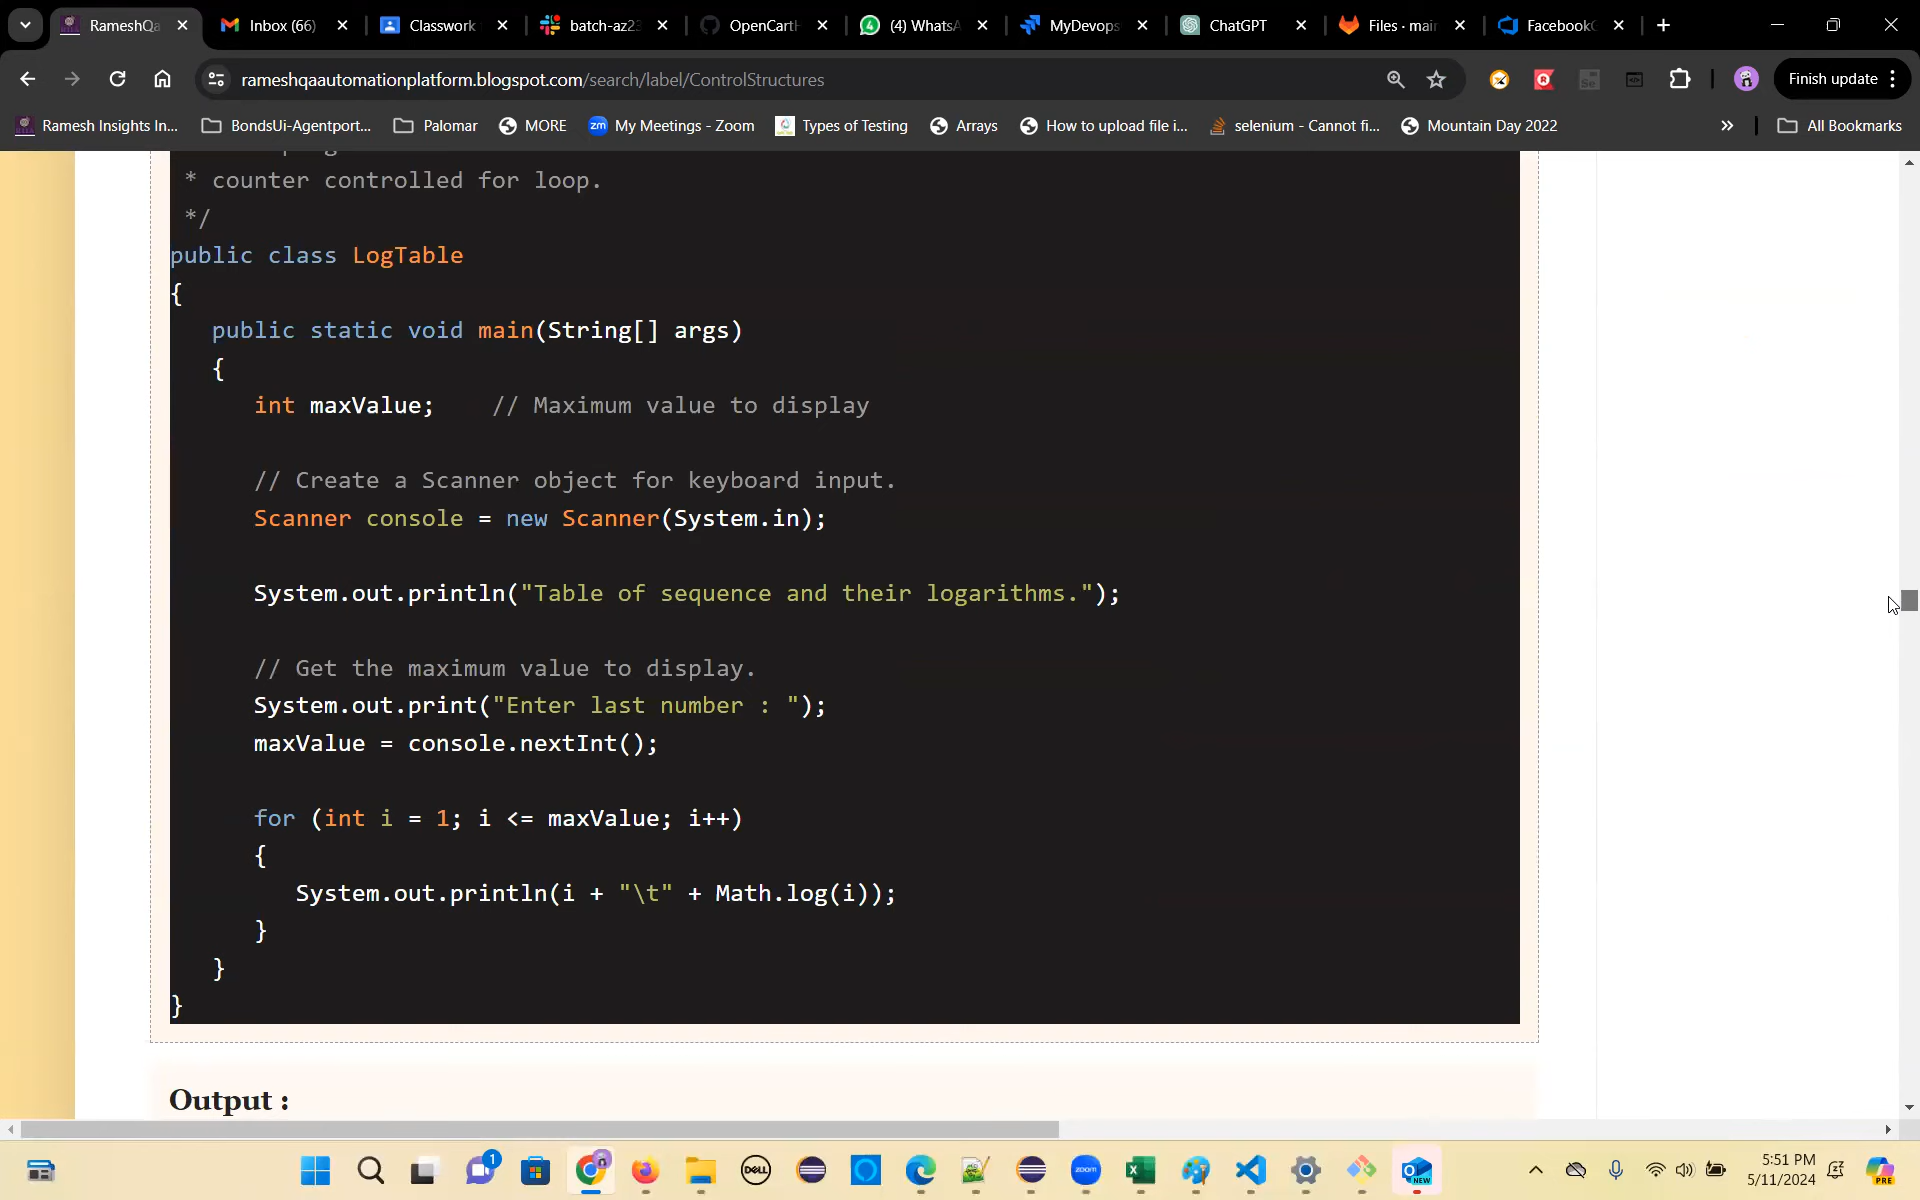 RameshQa
Inbox (66)
Classwork
batch-az23
OpenCart
(4) WhatsA
MyDevops
ChatGPT
Files · mai
Facebook
rameshqaautomationplatform.blogspot.com/search/label/ControlStructures
Finish update
Ramesh Insights In...
BondsUi-Agentport...
Palomar
MORE
My Meetings - Zoom
Types of Testing
Arrays
How to upload file i...
selenium - Cannot fi...
Mountain Day 2022
All Bookmarks
* counter controlled for loop.
*/
public class LogTable
{
public static void main(String[] args)
{
int maxValue; // Maximum value to display
// Create a Scanner object for keyboard input.
Scanner console = new Scanner(System.in);
System.out.println("Table of sequence and their logarithms.");
// Get the maximum value to display.
System.out.print("Enter last number : ");
maxValue = console.nextInt();
for (int i = 1; i <= maxValue; i++)
{
System.out.println(i + "\t" + Math.log(i));
}
}
}
Output :
5:51 PM
5/11/2024